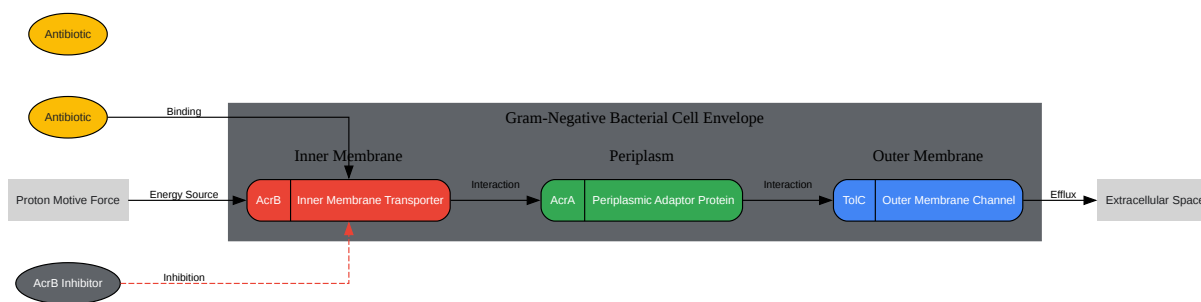 Antibiotic
Antibiotic
Binding
Gram-Negative Bacterial Cell Envelope
Inner Membrane
Periplasm
Outer Membrane
Proton Motive Force
Energy Source
AcrB
Inner Membrane Transporter
Interaction
AcrA
Periplasmic Adaptor Protein
Interaction
TolC
Outer Membrane Channel
Efflux
Extracellular Space
AcrB Inhibitor
Inhibition